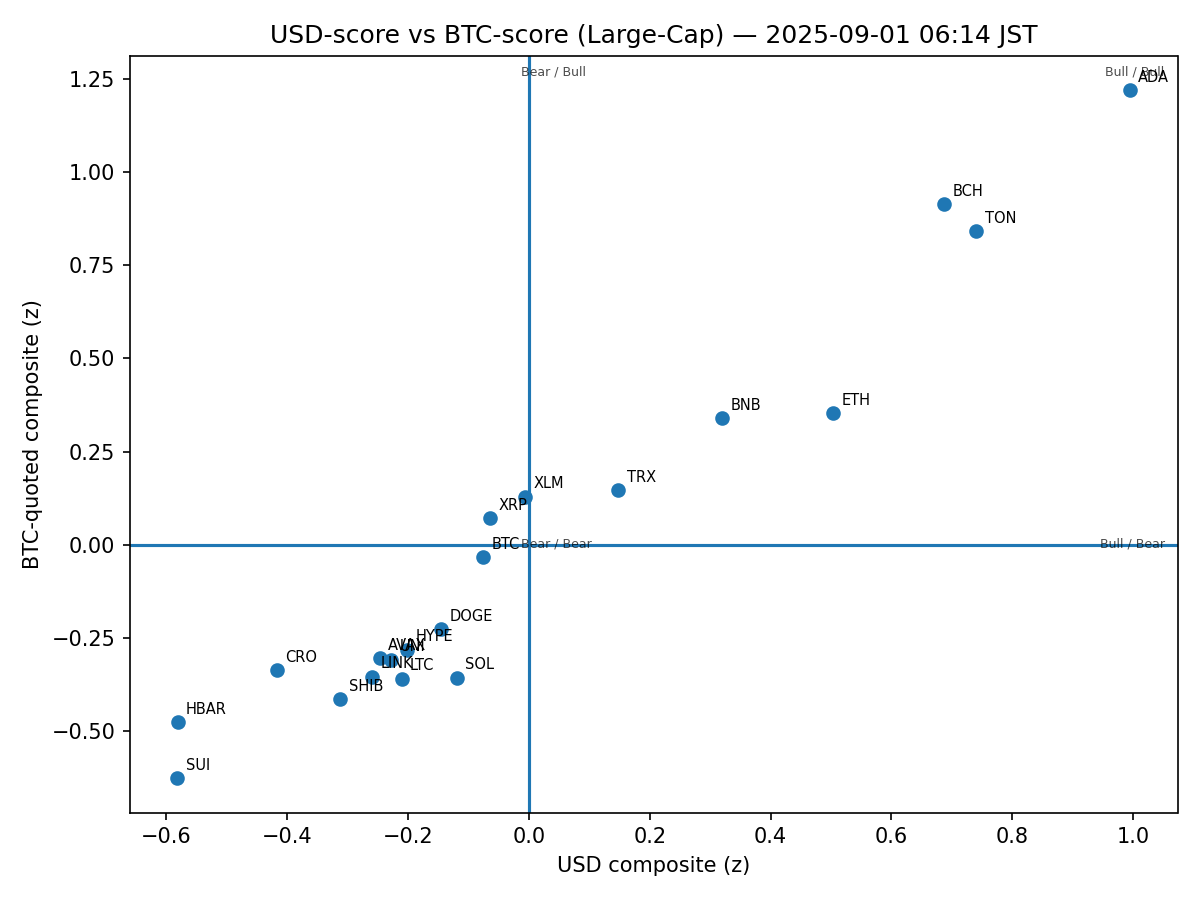 USD-score vs BTC-score (Large-Cap) — 2025-09-01 06:14 JST
Bear / Bull
Bull / Bull
ADA
BCH
TON
BNB
ETH
TRX
XLM
XRP
BTC
Bear / Bear
Bull / Bear
DOGE
HYPE
AVAX
LINK
LTC
SOL
CRO
SHIB
HBAR
SUI
1.25
1.00
0.75
0.50
0.25
0.00
−0.25
−0.50
BTC-quoted composite (z)
−0.6
−0.4
−0.2
0.0
0.2
0.4
0.6
0.8
1.0
USD composite (z)